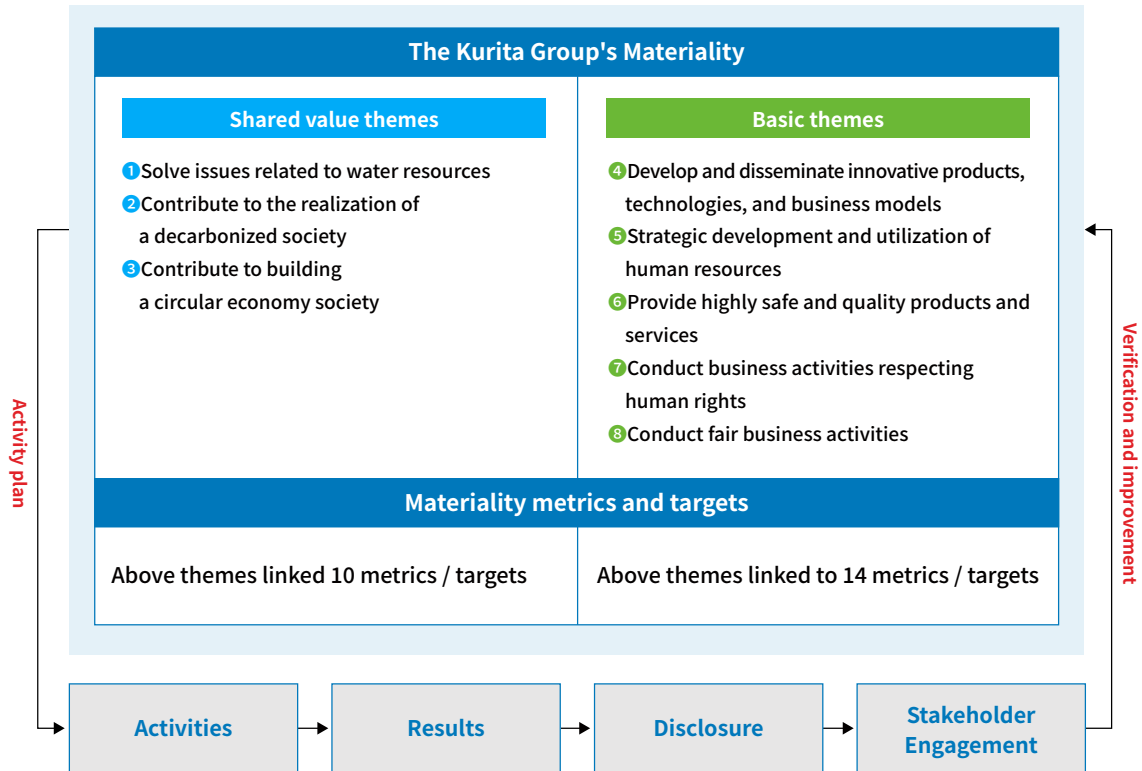 The Kurita Group's Materiality
Shared value themes
❶Solve issues related to water resources
❷Contribute to the realization of
a decarbonized society
❸Contribute to building
a circular economy society
Basic themes
❹Develop and disseminate innovative products,
technologies, and business models
❺Strategic development and utilization of
human resources
❻Provide highly safe and quality products and
services
❼Conduct business activities respecting
human rights
❽Conduct fair business activities
Materiality metrics and targets
Above themes linked 10 metrics / targets
Above themes linked to 14 metrics / targets
Activity plan
Verification and improvement
Activities
Results
Disclosure
Stakeholder
Engagement